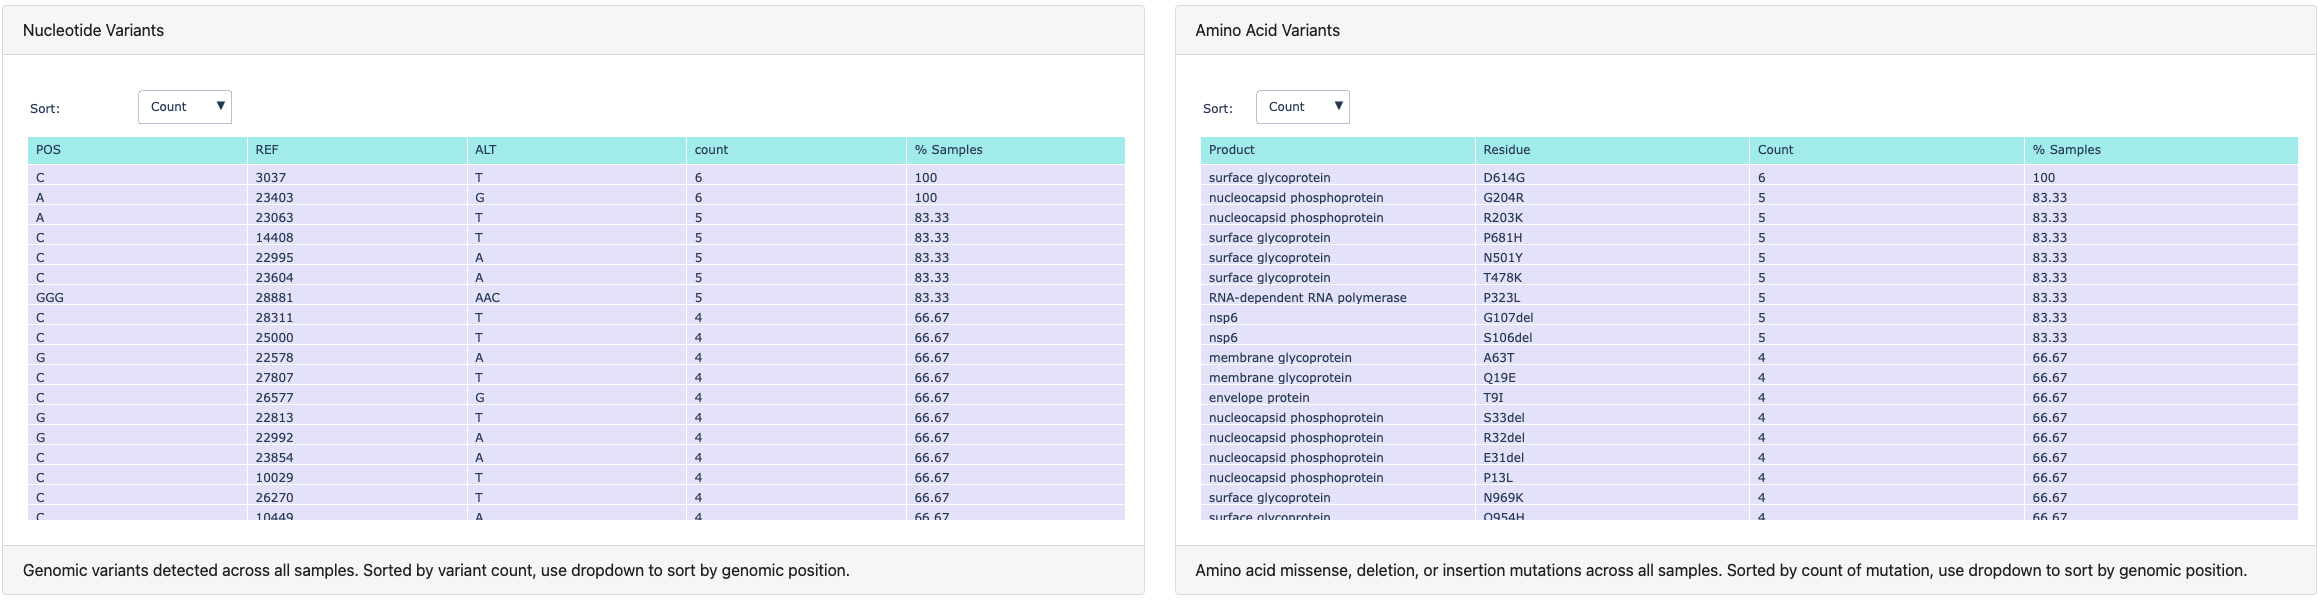 Nucleotide Variants
Sort: Count ▼
POS REF ALT count % Samples
C 3037 T 6 100
A 23403 G 6 100
A 23063 T 5 83.33
C 14408 T 5 83.33
C 22995 A 5 83.33
C 23604 A 5 83.33
GGG 28881 AAC 5 83.33
C 28311 T 4 66.67
C 25000 T 4 66.67
G 22578 A 4 66.67
C 27807 T 4 66.67
C 26577 G 4 66.67
G 22813 T 4 66.67
G 22992 A 4 66.67
C 23854 A 4 66.67
C 10029 T 4 66.67
C 26270 T 4 66.67
C 10449 A 4 66.67
Genomic variants detected across all samples. Sorted by variant count, use dropdown to sort by genomic position.
Amino Acid Variants
Sort: Count ▼
Product Residue Count % Samples
surface glycoprotein D614G 6 100
nucleocapsid phosphoprotein G204R 5 83.33
nucleocapsid phosphoprotein R203K 5 83.33
surface glycoprotein P681H 5 83.33
surface glycoprotein N501Y 5 83.33
surface glycoprotein T478K 5 83.33
RNA-dependent RNA polymerase P323L 5 83.33
nsp6 G107del 5 83.33
nsp6 S106del 5 83.33
membrane glycoprotein A63T 4 66.67
membrane glycoprotein Q19E 4 66.67
envelope protein T9I 4 66.67
nucleocapsid phosphoprotein S33del 4 66.67
nucleocapsid phosphoprotein R32del 4 66.67
nucleocapsid phosphoprotein E31del 4 66.67
nucleocapsid phosphoprotein P13L 4 66.67
surface glycoprotein N969K 4 66.67
surface glycoprotein Q954H 4 66.67
Amino acid missense, deletion, or insertion mutations across all samples. Sorted by count of mutation, use dropdown to sort by genomic position.